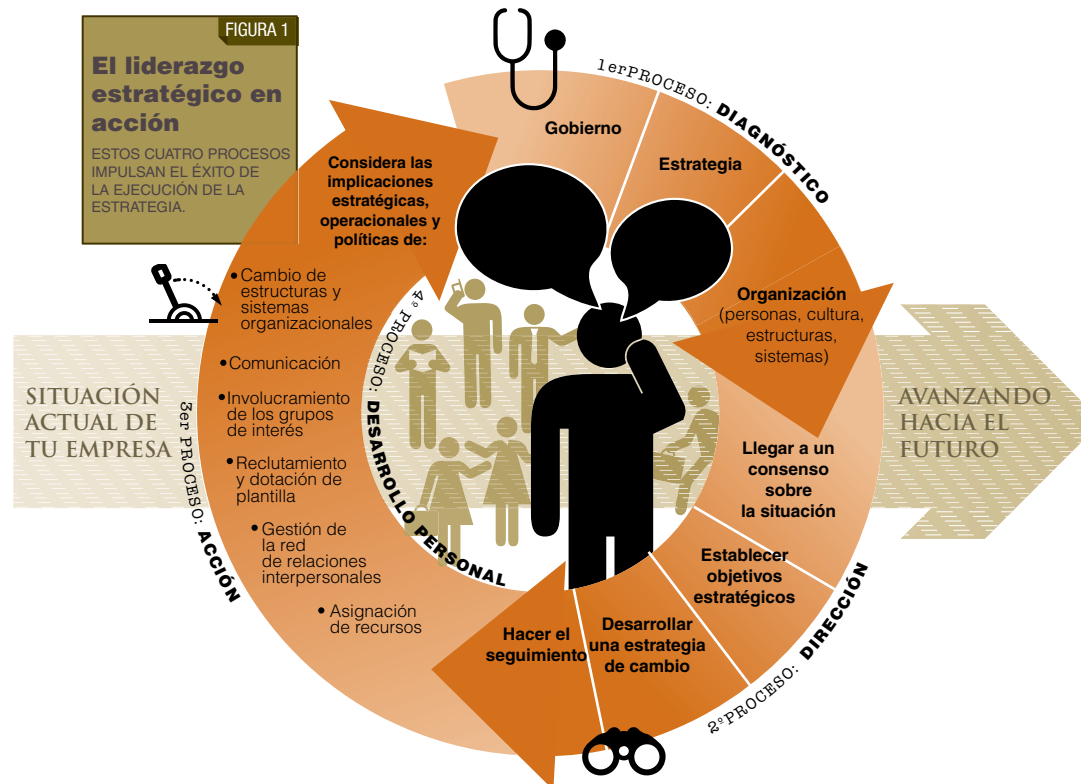 FIGURA 1
El liderazgo
estratégico en
acción
ESTOS CUATRO PROCESOS
IMPULSAN EL ÉXITO DE
LA EJECUCIÓN DE LA
ESTRATEGIA.
1er PROCESO: DIAGNÓSTICO
Gobierno
Estrategia
Organización
(personas, cultura,
estructuras,
sistemas)
2º PROCESO: DIRECCIÓN
Llegar a un
consenso
sobre
la situación
Establecer
objetivos
estratégicos
Desarrollar
una estrategia
de cambio
Hacer el
seguimiento
3er PROCESO: ACCIÓN
Considera las
implicaciones
estratégicas,
operacionales y
políticas de:
• Cambio de
estructuras y
sistemas
organizacionales
• Comunicación
• Involucramiento
de los grupos
de interés
• Reclutamiento
y dotación de
plantilla
• Gestión de
la red
de relaciones
interpersonales
• Asignación
de recursos
4º PROCESO: DESARROLLO PERSONAL
SITUACIÓN
ACTUAL DE
TU EMPRESA
AVANZANDO
HACIA EL
FUTURO